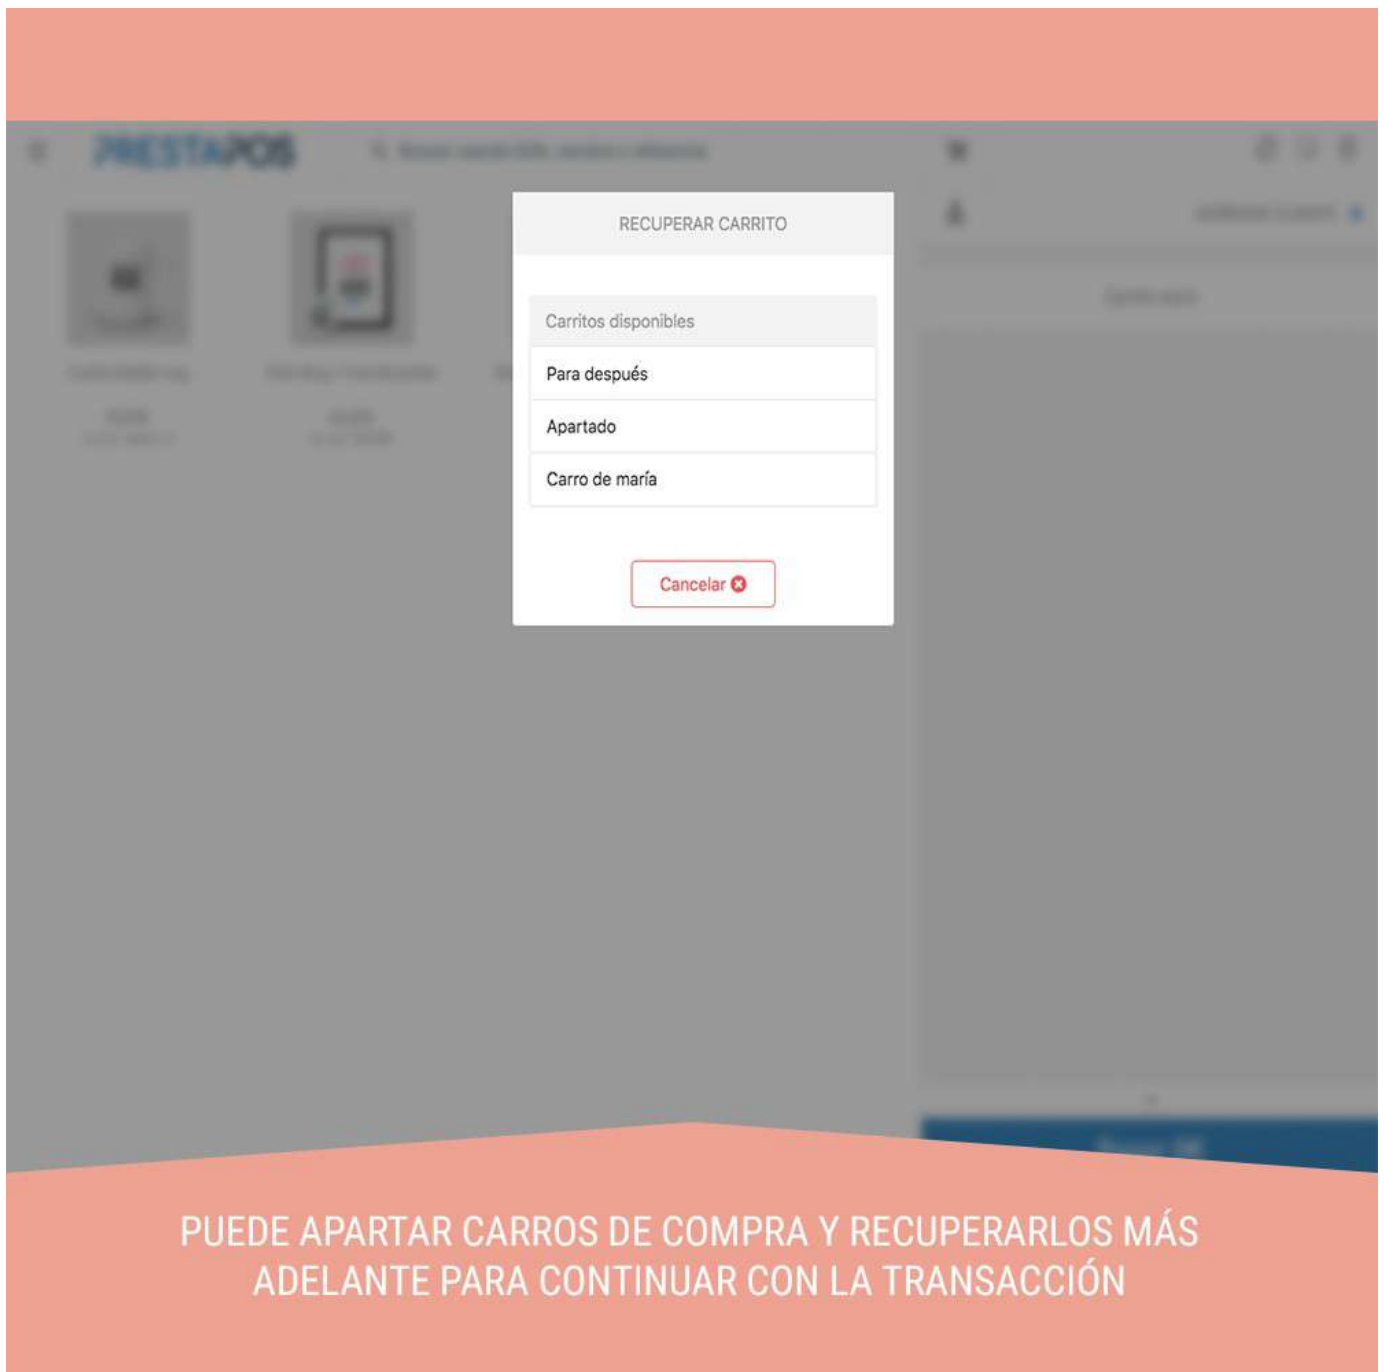 PRESTAPOS
RECUPERAR CARRITO
Carritos disponibles
Para después
Apartado
Carro de maría
Cancelar
PUEDE APARTAR CARROS DE COMPRA Y RECUPERARLOS MÁS
ADELANTE PARA CONTINUAR CON LA TRANSACCIÓN